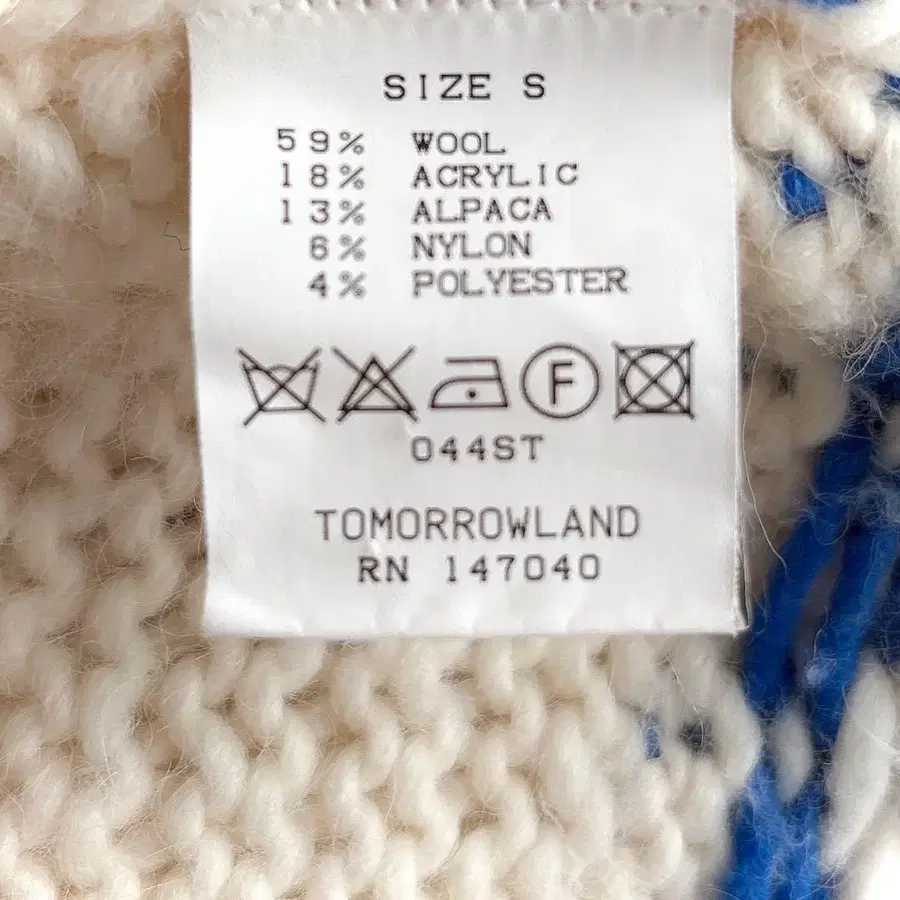 SIZE S
59% WOOL
18% ACRYLIC
13% ALPACA
6% NYLON
4% POLYESTER
F
044ST
TOMORROWLAND
RN 147040